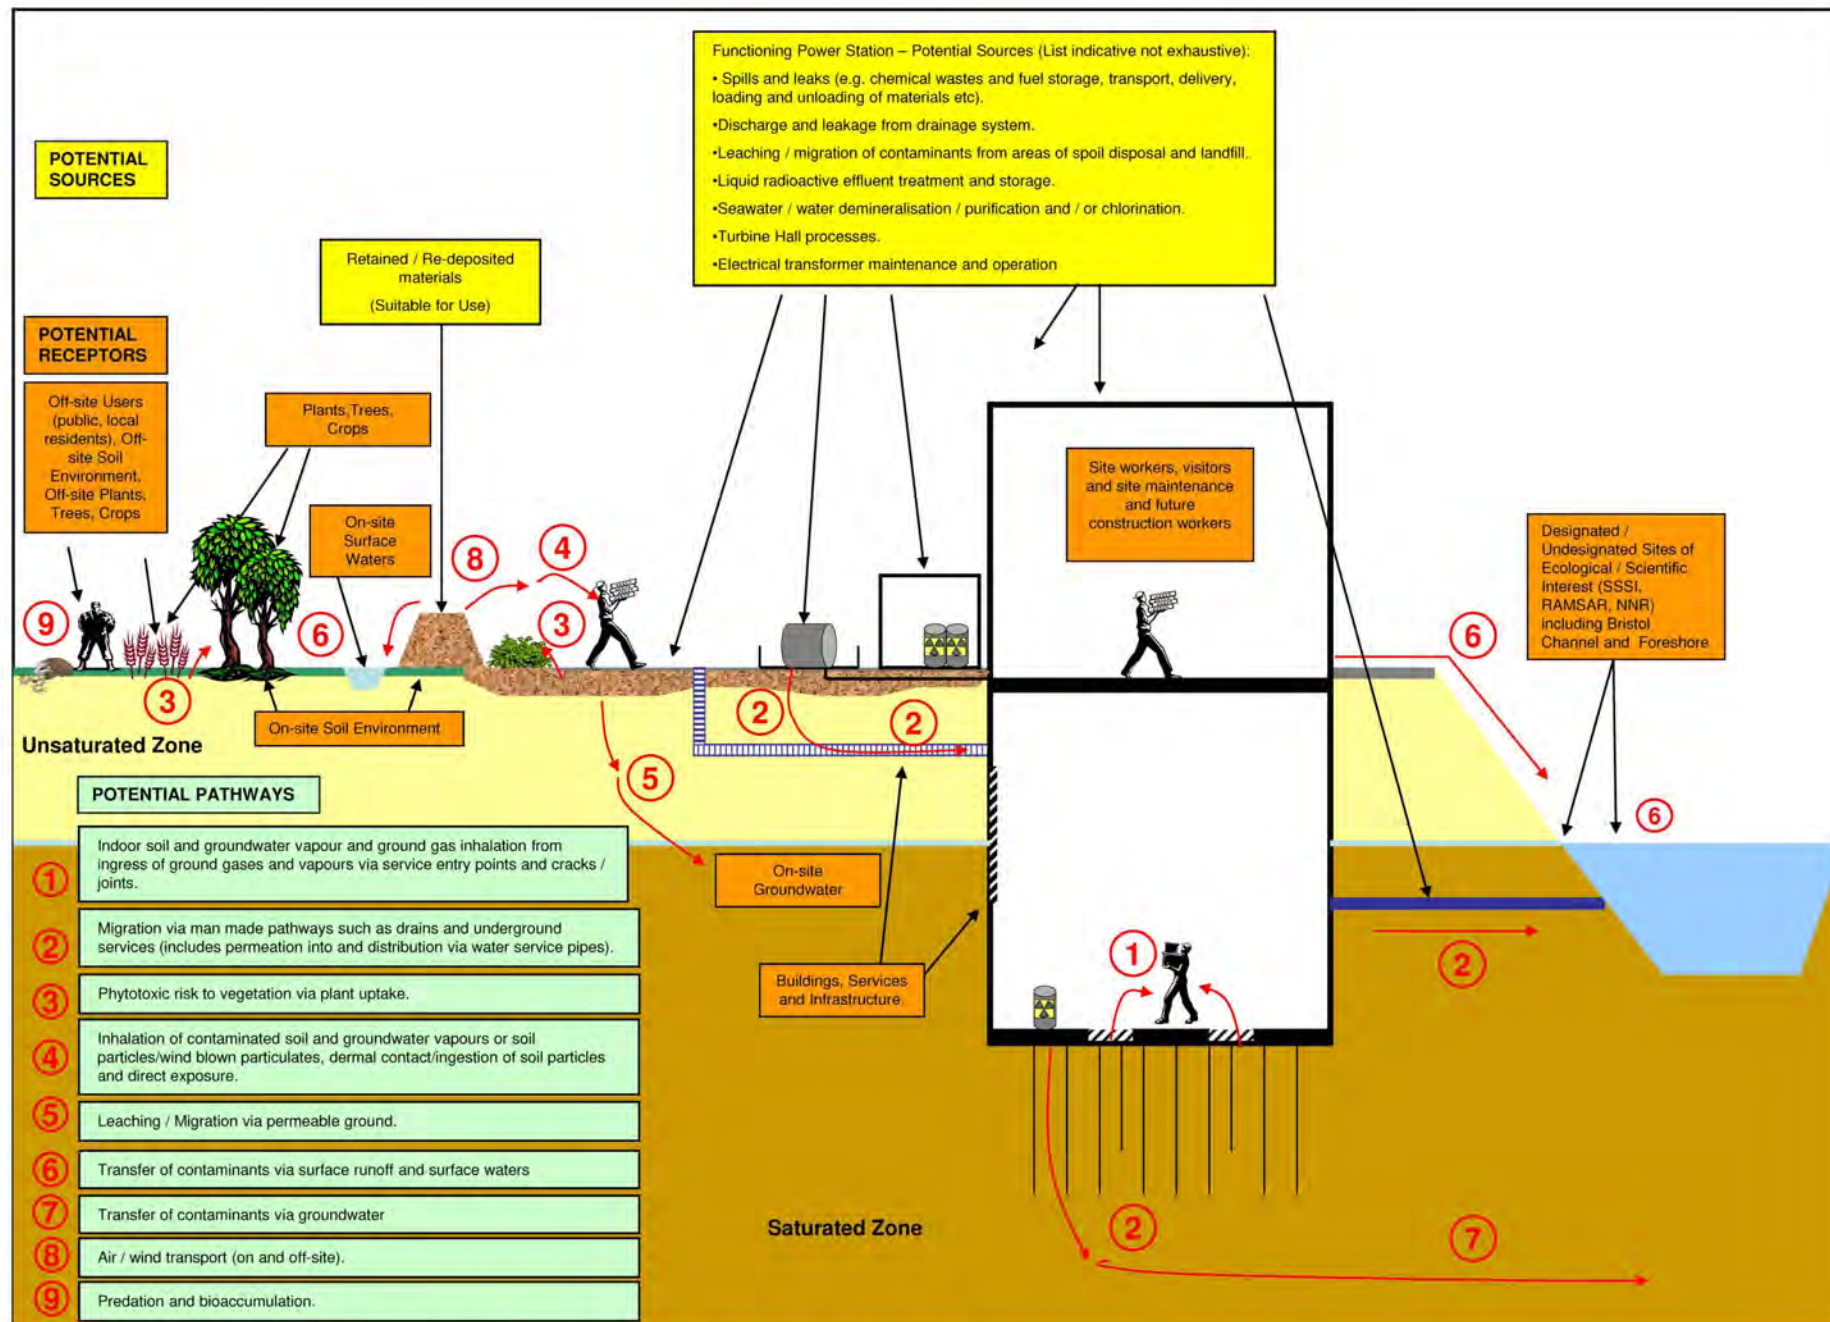 Functioning Power Station – Potential Sources (List indicative not exhaustive):
• Spills and leaks (e.g. chemical wastes and fuel storage, transport, delivery,
loading and unloading of materials etc).
•Discharge and leakage from drainage system.
•Leaching / migration of contaminants from areas of spoil disposal and landfill.
•Liquid radioactive effluent treatment and storage.
•Seawater / water demineralisation / purification and / or chlorination.
•Turbine Hall processes.
•Electrical transformer maintenance and operation
POTENTIAL
SOURCES
Retained / Re-deposited
materials
(Suitable for Use)
POTENTIAL
RECEPTORS
Off-site Users
(public, local
residents), Off-
site Soil
Environment,
Off-site Plants,
Trees, Crops
Plants,Trees,
Crops
On-site
Surface
Waters
Site workers, visitors
and site maintenance
and future
construction workers
Designated /
Undesignated Sites of
Ecological / Scientific
Interest (SSSI,
RAMSAR, NNR)
including Bristol
Channel and Foreshore
9
3
6
8
4
3
2
2
5
6
6
On-site Soil Environment
Unsaturated Zone
On-site
Groundwater
Buildings, Services
and Infrastructure
1
2
2
7
Saturated Zone
POTENTIAL PATHWAYS
1 Indoor soil and groundwater vapour and ground gas inhalation from
ingress of ground gases and vapours via service entry points and cracks /
joints.
2 Migration via man made pathways such as drains and underground
services (includes permeation into and distribution via water service pipes).
3 Phytotoxic risk to vegetation via plant uptake.
4 Inhalation of contaminated soil and groundwater vapours or soil
particles/wind blown particulates, dermal contact/ingestion of soil particles
and direct exposure.
5 Leaching / Migration via permeable ground.
6 Transfer of contaminants via surface runoff and surface waters
7 Transfer of contaminants via groundwater
8 Air / wind transport (on and off-site).
9 Predation and bioaccumulation.